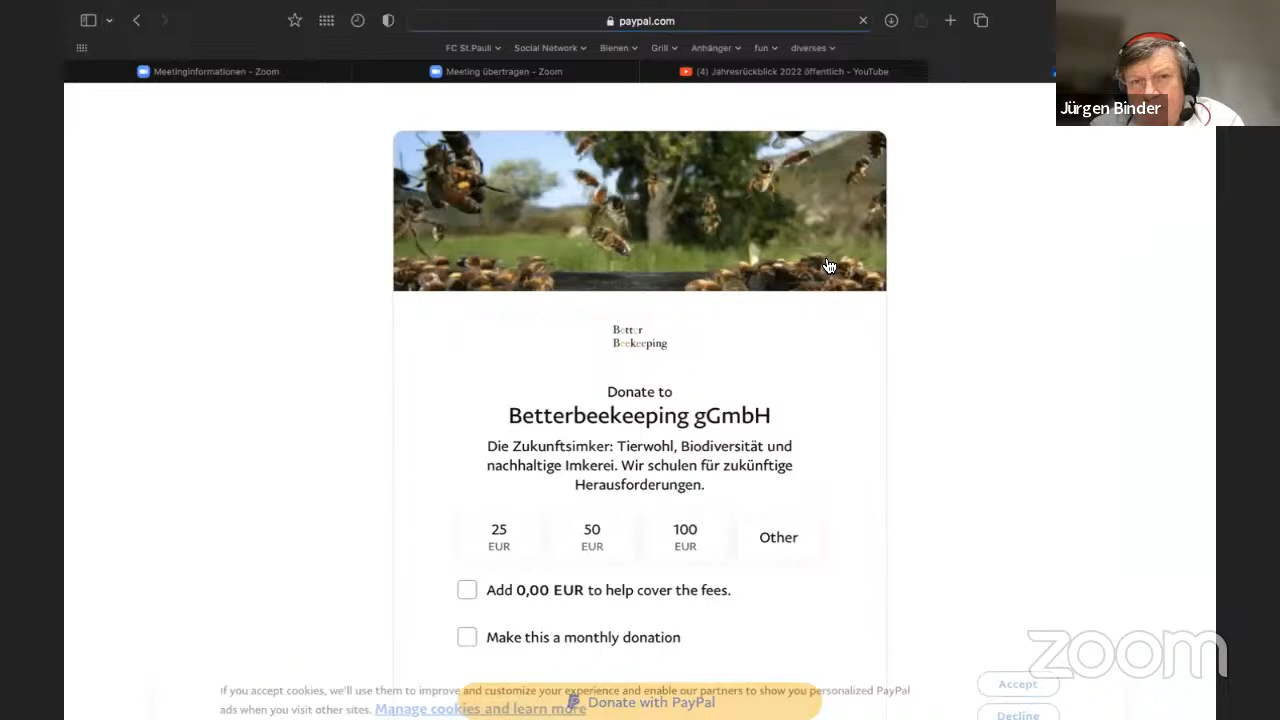 paypal.com
FC St.Pauli Social Network Bienen Grill Anhänger fun diverses
Meetinginformationen - Zoom Meeting übertragen - Zoom (4) Jahresrückblick 2022 öffentlich - YouTube
Jürgen Binder
Better
Beekeeping
Donate to
Betterbeekeeping gGmbH
Die Zukunftsimker: Tierwohl, Biodiversität und
nachhaltige Imkerei. Wir schulen für zukünftige
Herausforderungen.
25 50 100 Other
EUR EUR EUR
Add 0,00 EUR to help cover the fees.
Make this a monthly donation
If you accept cookies, we'll use them to improve and customize your experience and enable our partners to show you personalized PayPal
ads when you visit other sites. Manage cookies and learn more
Donate with PayPal
Accept
Decline
zoom